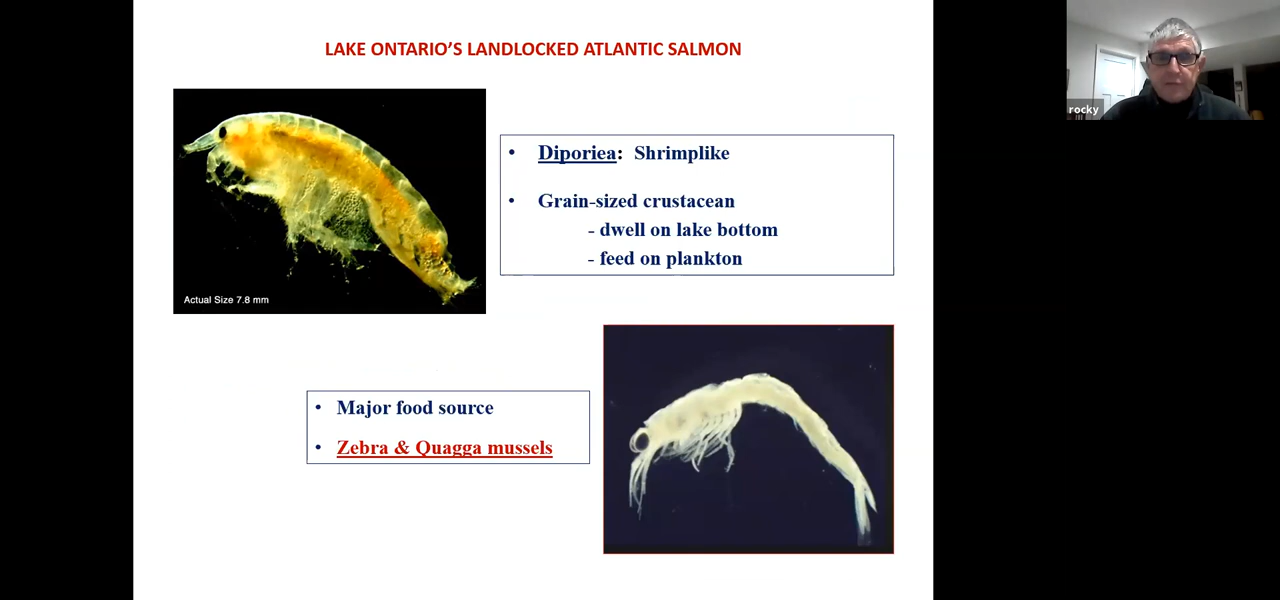 LAKE ONTARIO'S LANDLOCKED ATLANTIC SALMON
rocky
• Diporiea: Shrimplike
• Grain-sized crustacean
- dwell on lake bottom
- feed on plankton
Actual Size 7.8 mm
• Major food source
• Zebra & Quagga mussels